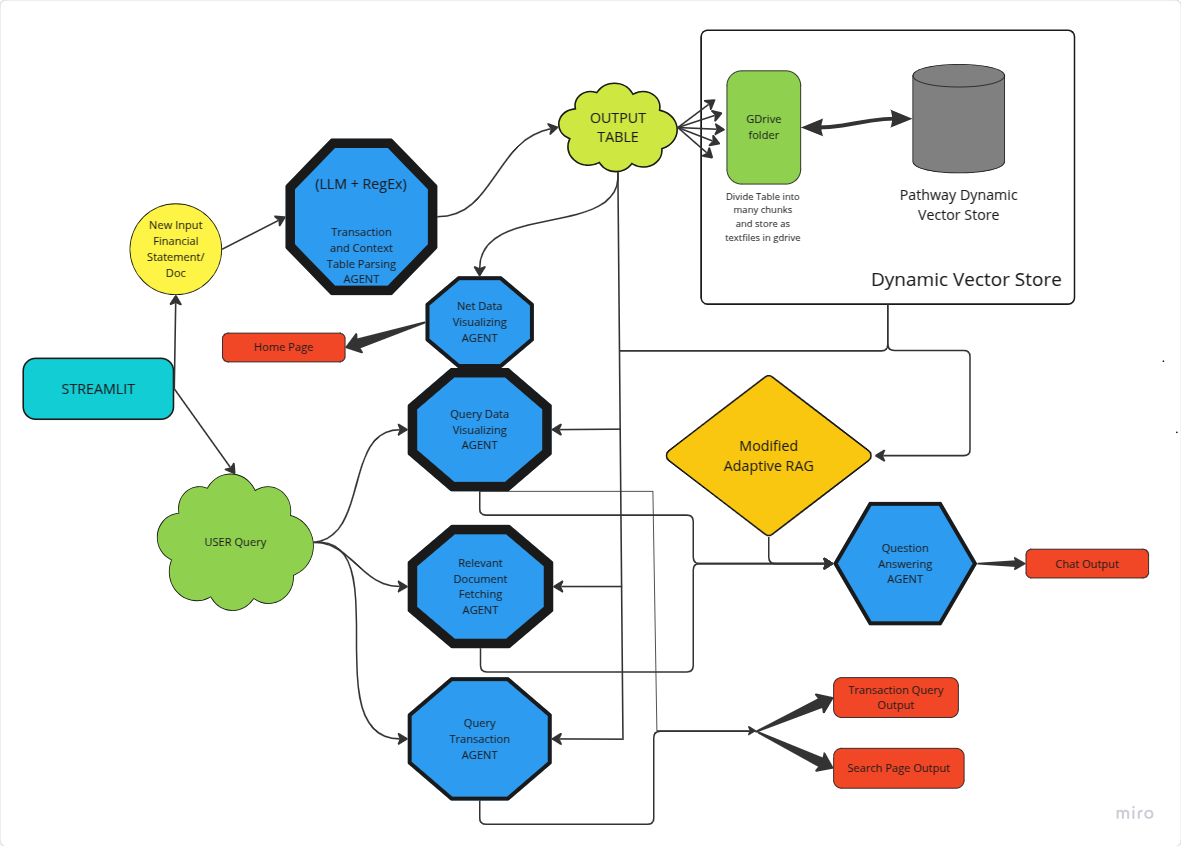 OUTPUT
TABLE
GDrive
folder
Divide Table into
many chunks
and store as
textfiles in gdrive
Pathway Dynamic
Vector Store
Dynamic Vector Store
(LLM + RegEx)
Transaction
and Context
Table Parsing
AGENT
New Input
Financial
Statement/
Doc
Net Data
Visualizing
AGENT
Home Page
STREAMLIT
Query Data
Visualizing
AGENT
Modified
Adaptive RAG
USER Query
Relevant
Document
Fetching
AGENT
Question
Answering
AGENT
Chat Output
Query
Transaction
AGENT
Transaction Query
Output
Search Page Output
miro